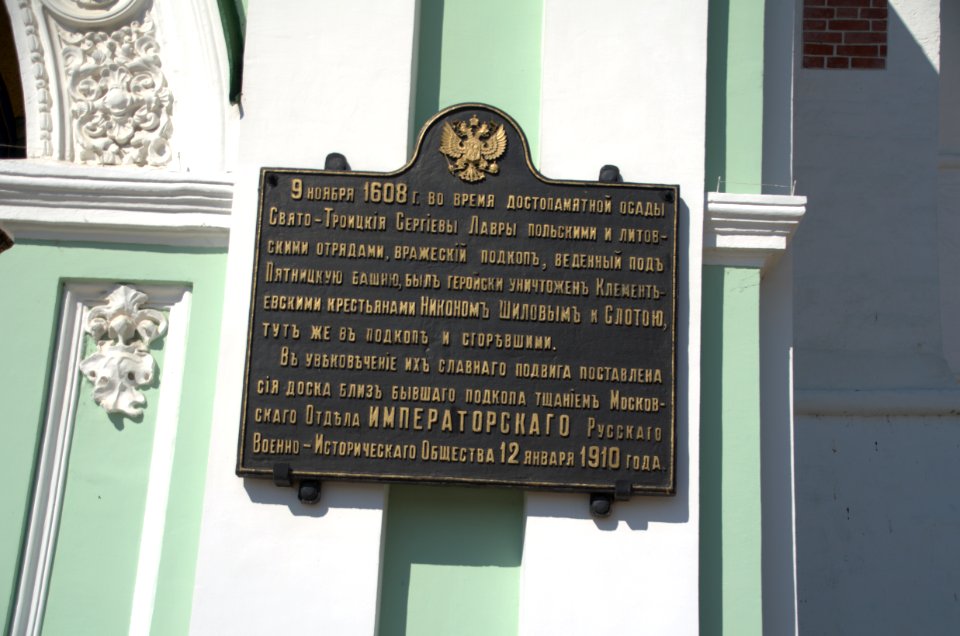 9 ноября 1608 г. во время достопамятной осады
Свято-Троицкія Сергіевы Лавры польскими и литов-
скими отрядами, вражескій подкопъ, веденный подъ
Пятницкую башню, былъ геройски уничтоженъ Клементь-
евскими крестьянами Никономъ Шиловымъ и Слотою,
тутъ же въ подкопѣ и сгорѣвшими.
Въ увѣковѣченіе ихъ славнаго подвига поставлена
сія доска близъ бывшаго подкопа тщаніемъ Москов-
скаго Отдѣла ИМПЕРАТОРСКАГО Русскаго
Военно-Историческаго Общества 12 января 1910 года.